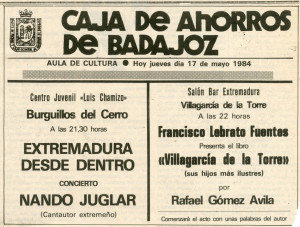 CAJA DE AHORROS
DE BADAJOZ
AULA DE CULTURA • Hoy jueves día 17 de mayo 1984
Centro Juvenil «Luis Chamizo»
Burguillos del Cerro
A las 21,30 horas
EXTREMADURA
DESDE DENTRO
CONCIERTO
NANDO JUGLAR
(Cantautor extremeño)
Salón Bar Extremadura
Villagarcía de la Torre
A las 22 horas
Francisco Lebrato Fuentes
Presenta el libro
«Villagarcía de la Torre»
(sus hijos más ilustres)
por
Rafael Gómez Avila
Comenzará el acto con unas palabras del autor